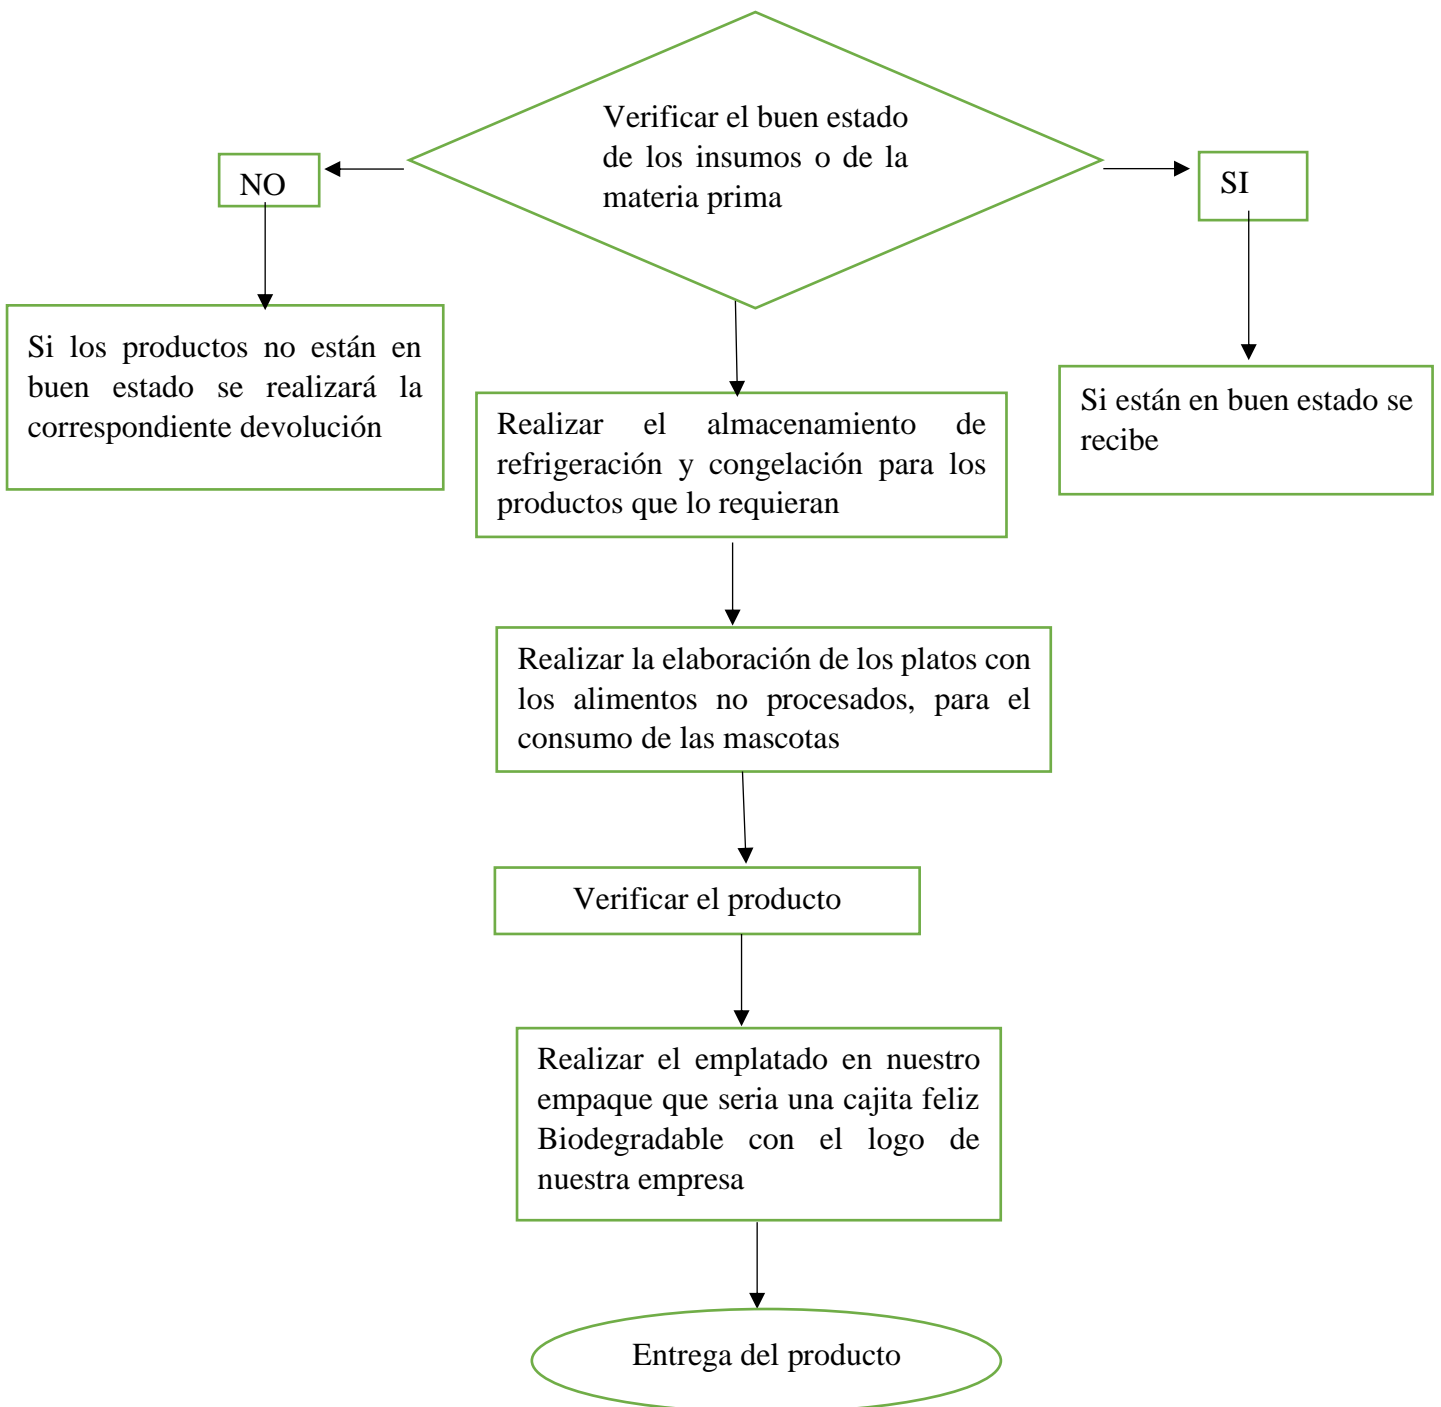 Verificar el buen estado
de los insumos o de la
materia prima
NO
SI
Si los productos no están en
buen estado se realizará la
correspondiente devolución
Si están en buen estado se
recibe
Realizar el almacenamiento de
refrigeración y congelación para los
productos que lo requieran
Realizar la elaboración de los platos con
los alimentos no procesados, para el
consumo de las mascotas
Verificar el producto
Realizar el emplatado en nuestro
empaque que seria una cajita feliz
Biodegradable con el logo de
nuestra empresa
Entrega del producto